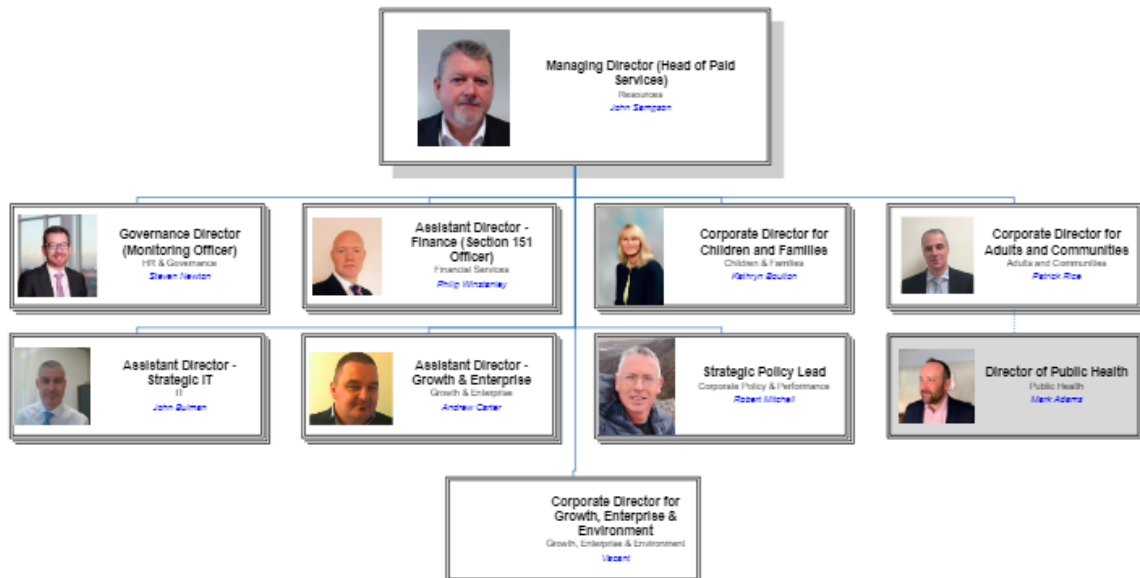 Managing Director (Head of Paid
Services)
Resources
John Sampson
Governance Director
(Monitoring Officer)
HR & Governance
Steven Newton
Assistant Director -
Finance (Section 151
Officer)
Financial Services
Philip Winstanley
Corporate Director for
Children and Families
Children & Families
Kathryn Boulton
Corporate Director for
Adults and Communities
Adults and Communities
Patrick Rice
Assistant Director -
Strategic IT
IT
John Bulman
Assistant Director -
Growth & Enterprise
Growth & Enterprise
Andrew Carter
Strategic Policy Lead
Corporate Policy & Performance
Robert Mitchell
Director of Public Health
Public Health
Mark Adams
Corporate Director for
Growth, Enterprise &
Environment
Growth, Enterprise & Environment
Vacant